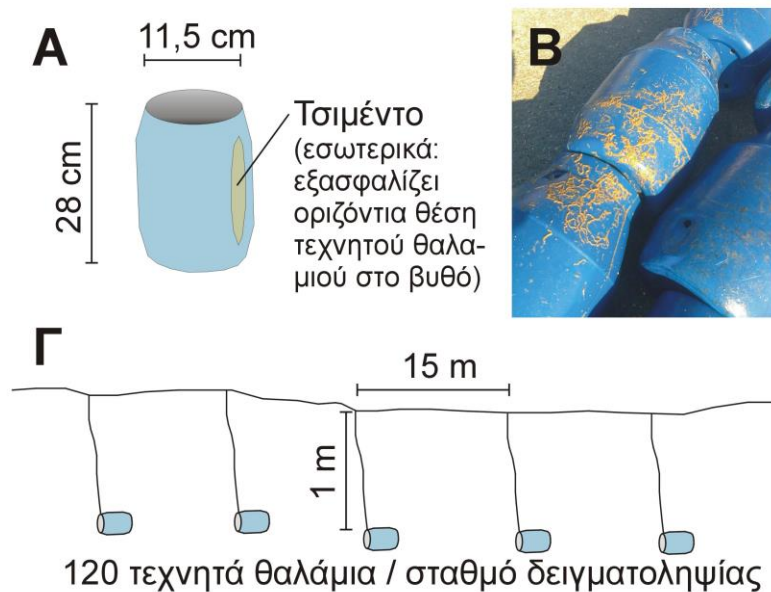 Α
11,5 cm
28 cm
Τσιμέντο
(εσωτερικά:
εξασφαλίζει
οριζόντια θέση
τεχνητού θαλα-
μιού στο βυθό)
Β
Γ
15 m
1 m
120 τεχνητά θαλάμια / σταθμό δειγματοληψίας